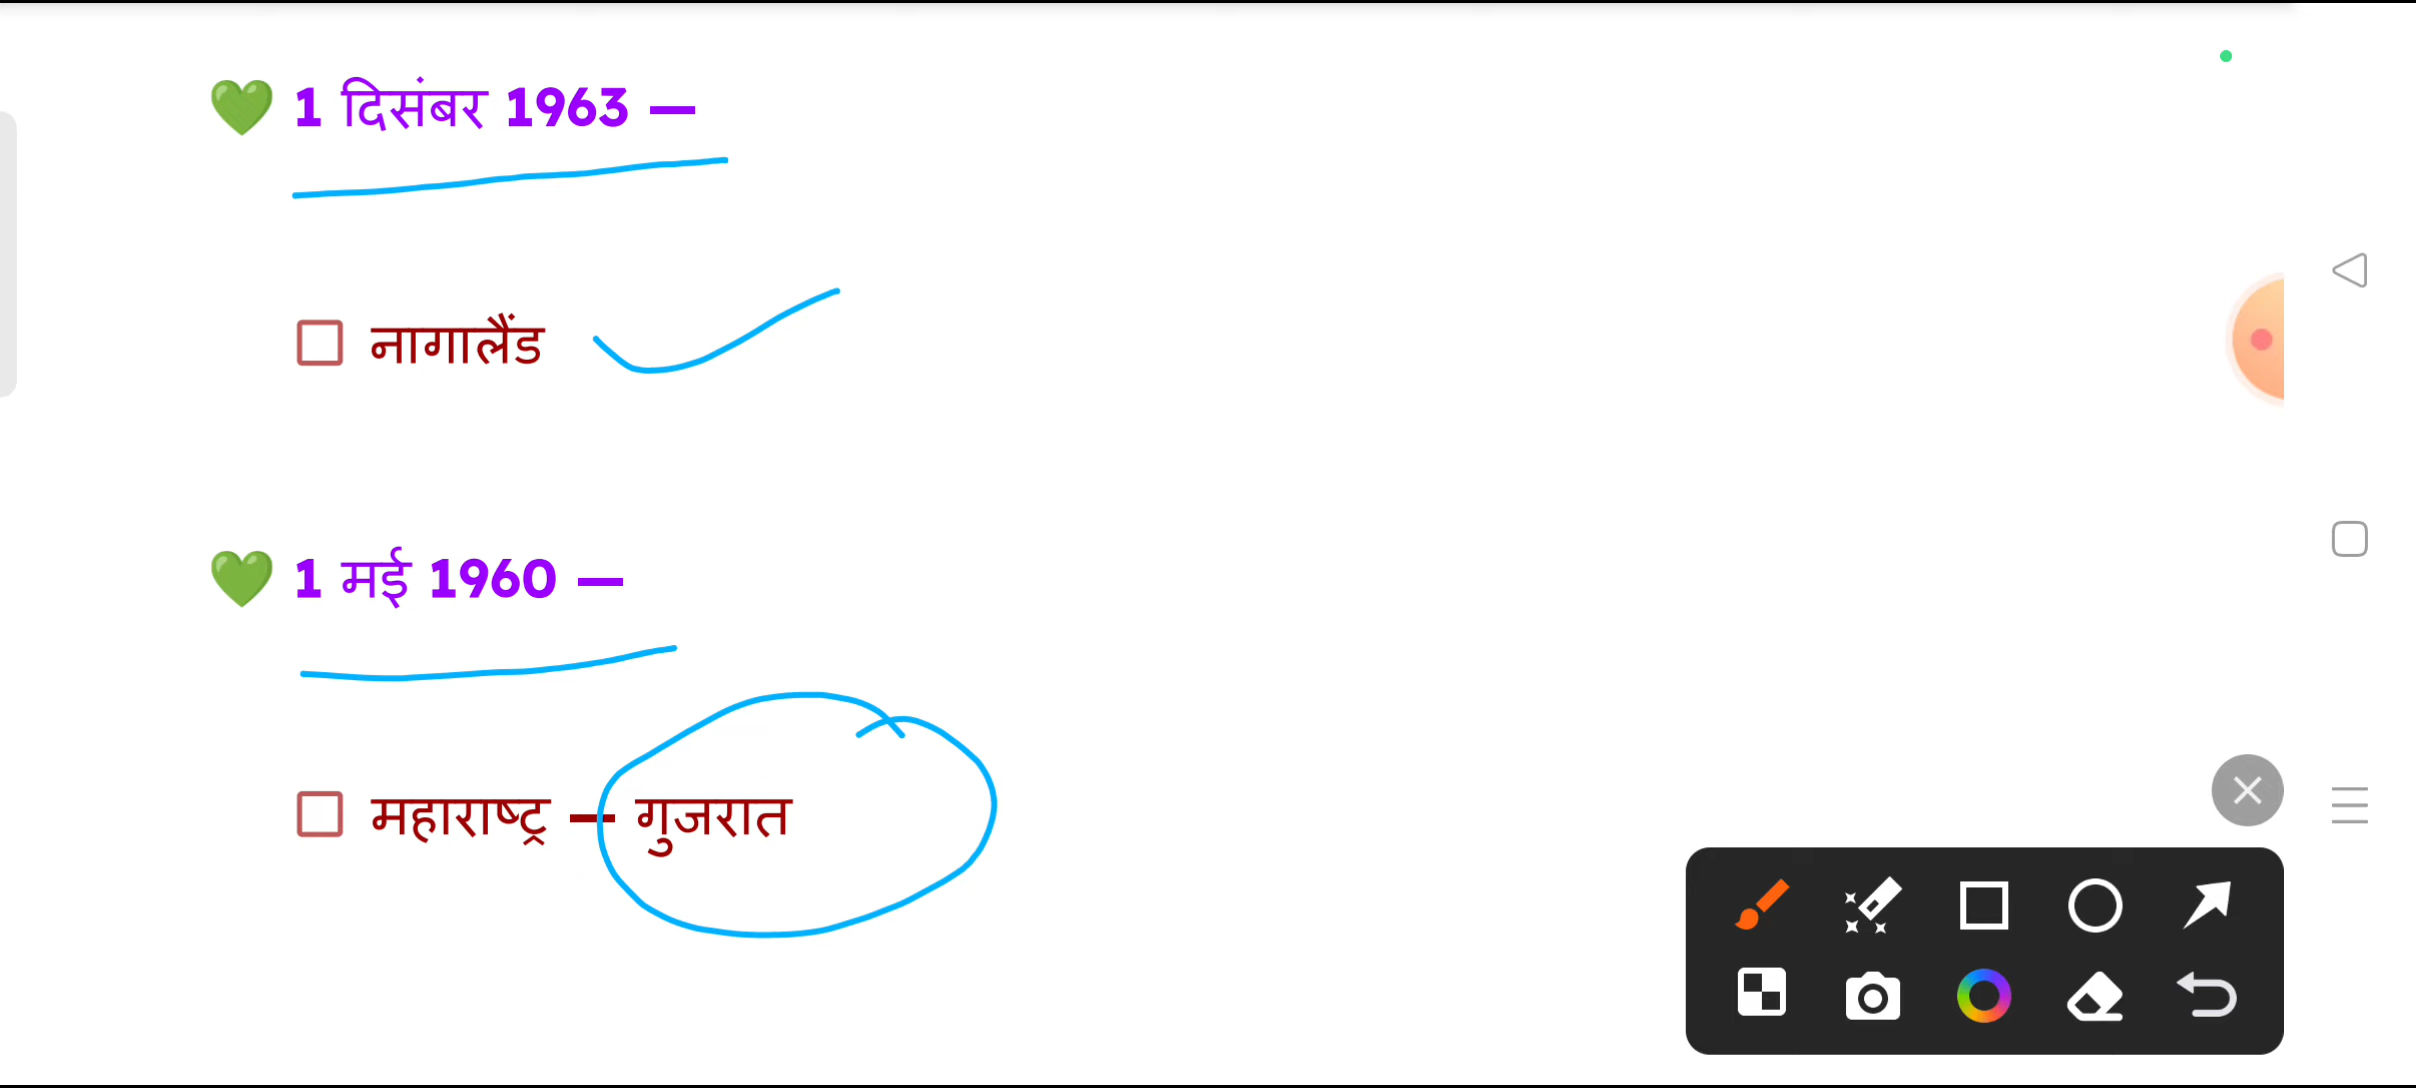 💚 1 दिसंबर 1963 —
☐ नागालैंड
💚 1 मई 1960 —
☐ महाराष्ट्र — गुजरात